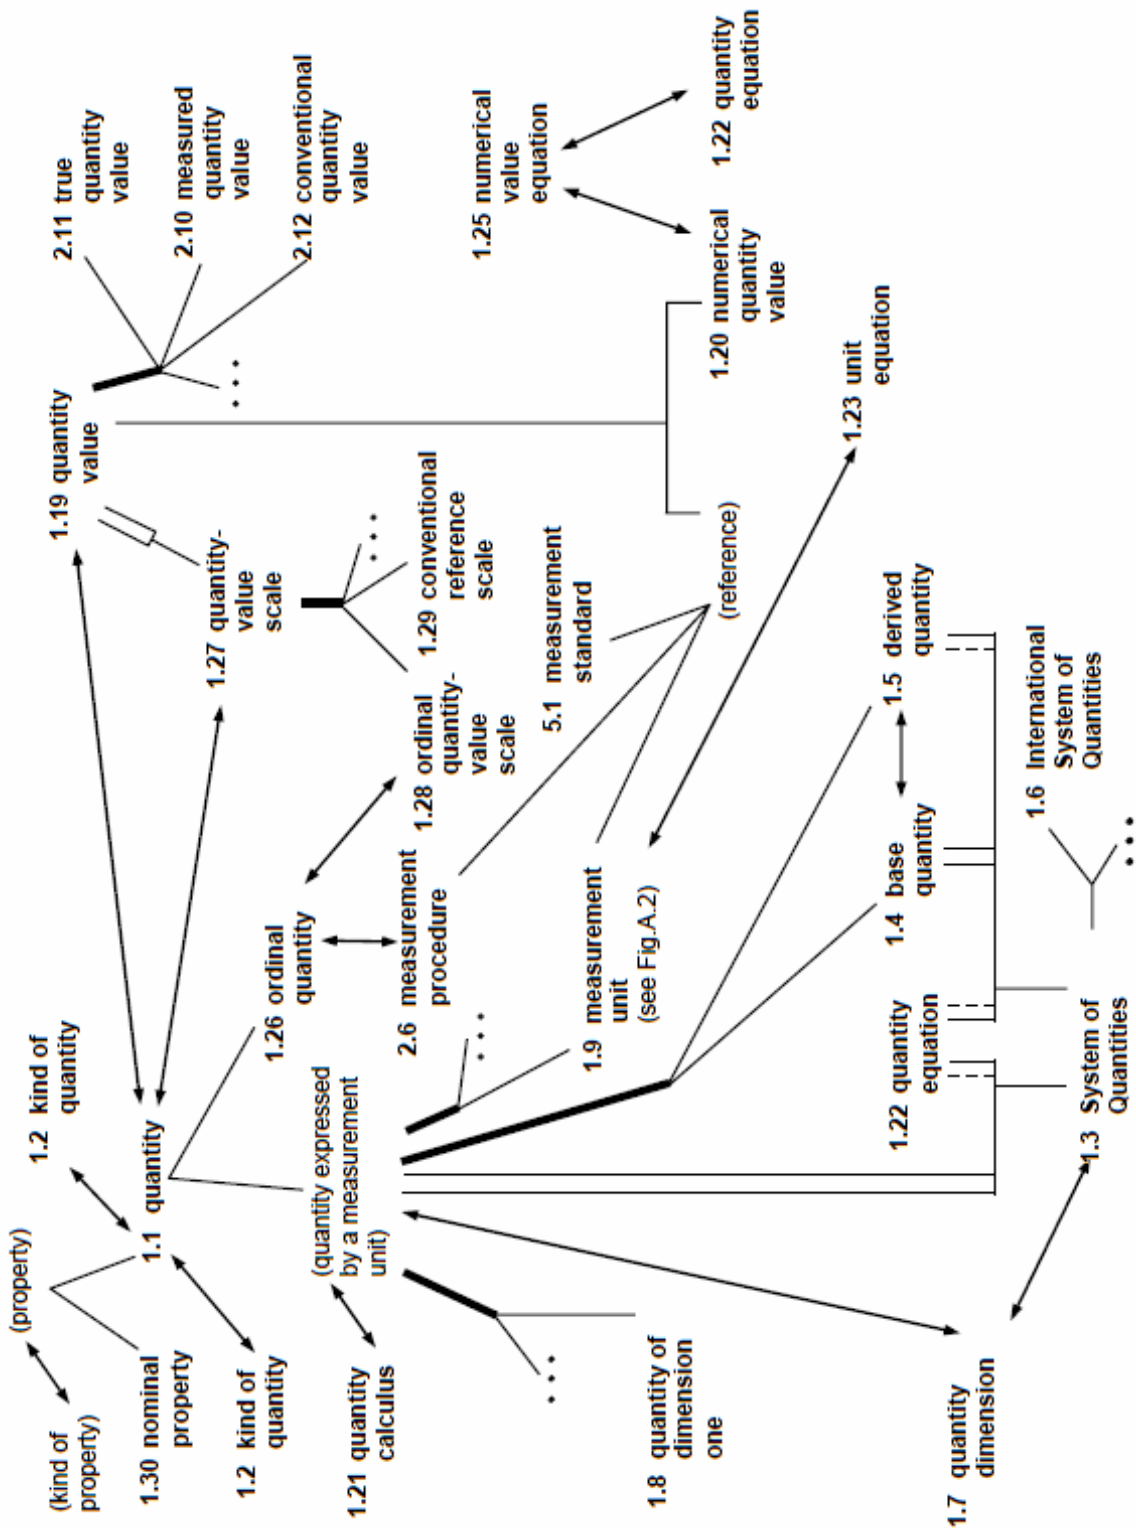 (property)
(kind of
property)
1.2 kind of
quantity
1.19 quantity
value
2.11 true
quantity
value
1.30 nominal
property
1.1 quantity
2.10 measured
quantity
value
1.2 kind of
quantity
1.27 quantity-
value
scale
1.26 ordinal
quantity
2.12 conventional
quantity
value
1.21 quantity
calculus
(quantity expressed
by a measurement
unit)
2.6 measurement
procedure
1.28 ordinal
quantity-
value
scale
1.29 conventional
reference
scale
1.25 numerical
value
equation
5.1 measurement
standard
1.9 measurement
unit
(see Fig.A.2)
1.8 quantity of
dimension
one
(reference)
1.20 numerical
quantity
value
1.22 quantity
equation
1.23 unit
equation
1.22 quantity
equation
1.4 base
quantity
1.5 derived
quantity
1.7 quantity
dimension
1.3 System of
Quantities
1.6 International
System of
Quantities